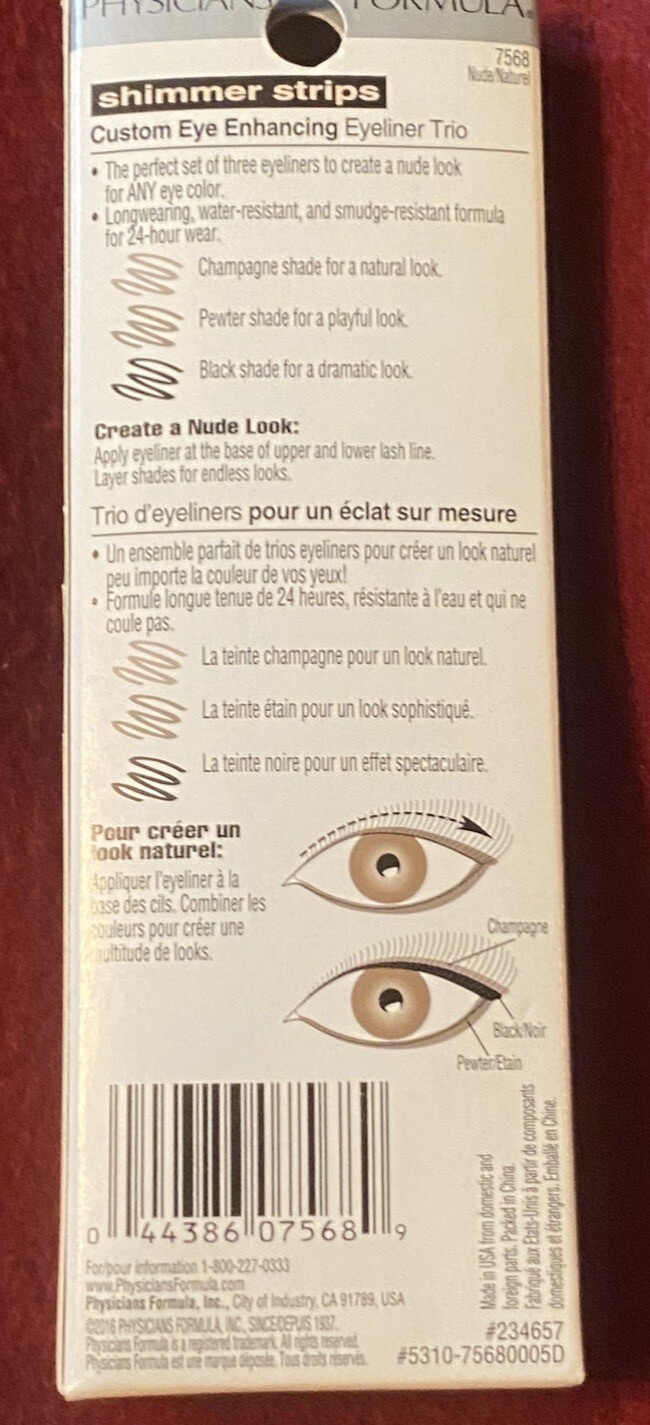 PHYSICIANS FORMULA®
7568
Nude/Naturel
shimmer strips
Custom Eye Enhancing Eyeliner Trio
• The perfect set of three eyeliners to create a nude look
for ANY eye color.
• Longwearing, water-resistant, and smudge-resistant formula
for 24-hour wear.
Champagne shade for a natural look.
Pewter shade for a playful look.
Black shade for a dramatic look.
Create a Nude Look:
Apply eyeliner at the base of upper and lower lash line.
Layer shades for endless looks.
Trio d'eyeliners pour un éclat sur mesure
• Un ensemble parfait de trios eyeliners pour créer un look naturel
peu importe la couleur de vos yeux!
• Formule longue tenue de 24 heures, résistante à l'eau et qui ne
coule pas.
La teinte champagne pour un look naturel.
La teinte étain pour un look sophistiqué.
La teinte noire pour un effet spectaculaire.
Pour créer un
look naturel:
Appliquer l'eyeliner à la
base des cils. Combiner les
couleurs pour créer une
multitude de looks.
Champagne
Black/Noir
Pewter/Etain
0 44386 07568 9
Made in USA from domestic and
foreign parts. Packed in China.
Fabriqué aux Etats-Unis à partir de composants
domestiques et étrangers. Emballé en Chine.
For/pour information 1-800-227-0333
www.PhysiciansFormula.com
Physicians Formula, Inc., City of Industry, CA 91789, USA
©2016 PHYSICIANS FORMULA, INC. SINCE/DEPUIS 1937.
Physicians Formula is a registered trademark. All rights reserved.
Physicians Formula est une marque déposée. Tous droits réservés.
#234657
#5310-75680005D